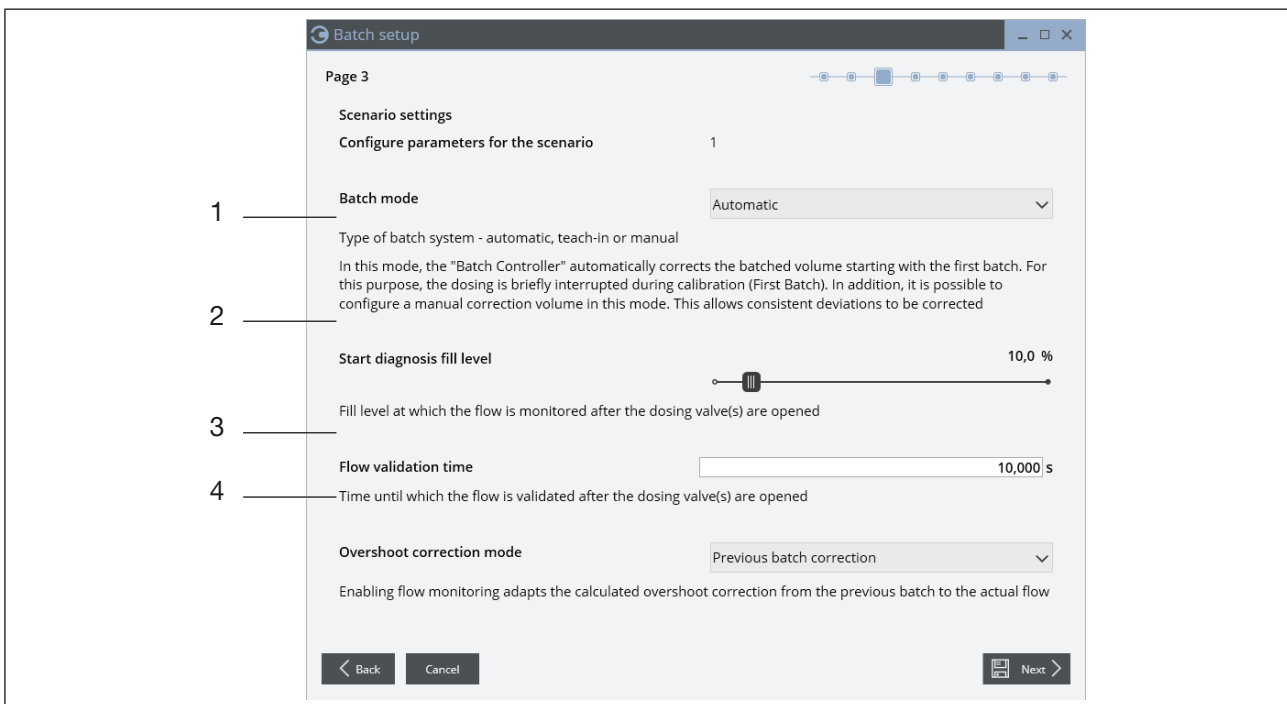 Batch setup
Page 3
Scenario settings
Configure parameters for the scenario 1
1
Batch mode Automatic
Type of batch system - automatic, teach-in or manual
In this mode, the "Batch Controller" automatically corrects the batched volume starting with the first batch. For
this purpose, the dosing is briefly interrupted during calibration (First Batch). In addition, it is possible to
configure a manual correction volume in this mode. This allows consistent deviations to be corrected
2
Start diagnosis fill level 10,0 %
Fill level at which the flow is monitored after the dosing valve(s) are opened
3
Flow validation time 10,000 s
4
Time until which the flow is validated after the dosing valve(s) are opened
Overshoot correction mode Previous batch correction
Enabling flow monitoring adapts the calculated overshoot correction from the previous batch to the actual flow
Back Cancel Next